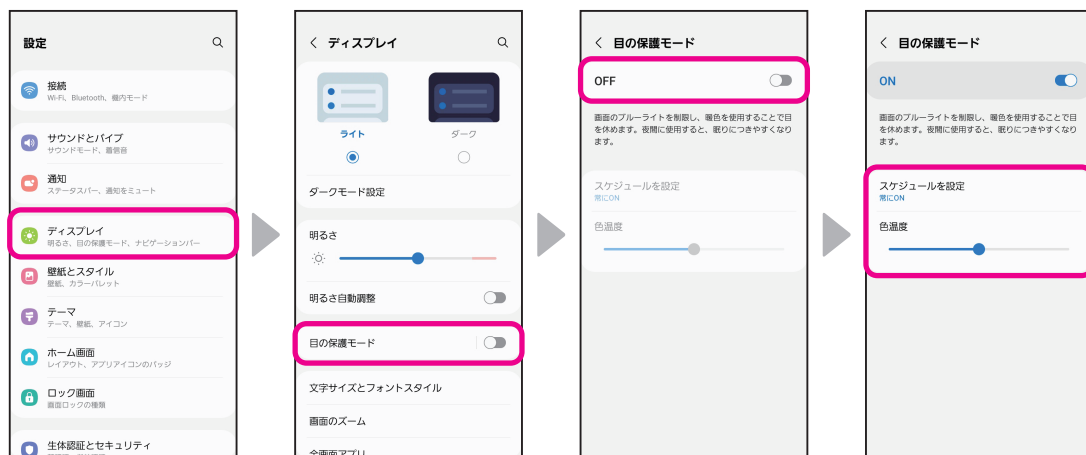 設定
接続
Wi-Fi、Bluetooth、機内モード
サウンドとバイブ
サウンドモード、着信音
通知
ステータスバー、通知をミュート
ディスプレイ
明るさ、目の保護モード、ナビゲーションバー
壁紙とスタイル
壁紙、カラーパレット
テーマ
テーマ、壁紙、アイコン
ホーム画面
レイアウト、アプリアイコンのバッジ
ロック画面
画面ロックの種類
生体認証とセキュリティ
ディスプレイ
ライト
ダーク
ダークモード設定
明るさ
明るさ自動調整
目の保護モード
文字サイズとフォントスタイル
画面のズーム
全画面アプリ
目の保護モード
OFF
画面のブルーライトを制限し、暖色を使用することで目
を休めます。夜間に使用すると、眠りにつきやすくなり
ます。
スケジュールを設定
常にON
色温度
目の保護モード
ON
画面のブルーライトを制限し、暖色を使用することで目
を休めます。夜間に使用すると、眠りにつきやすくなり
ます。
スケジュールを設定
常にON
色温度